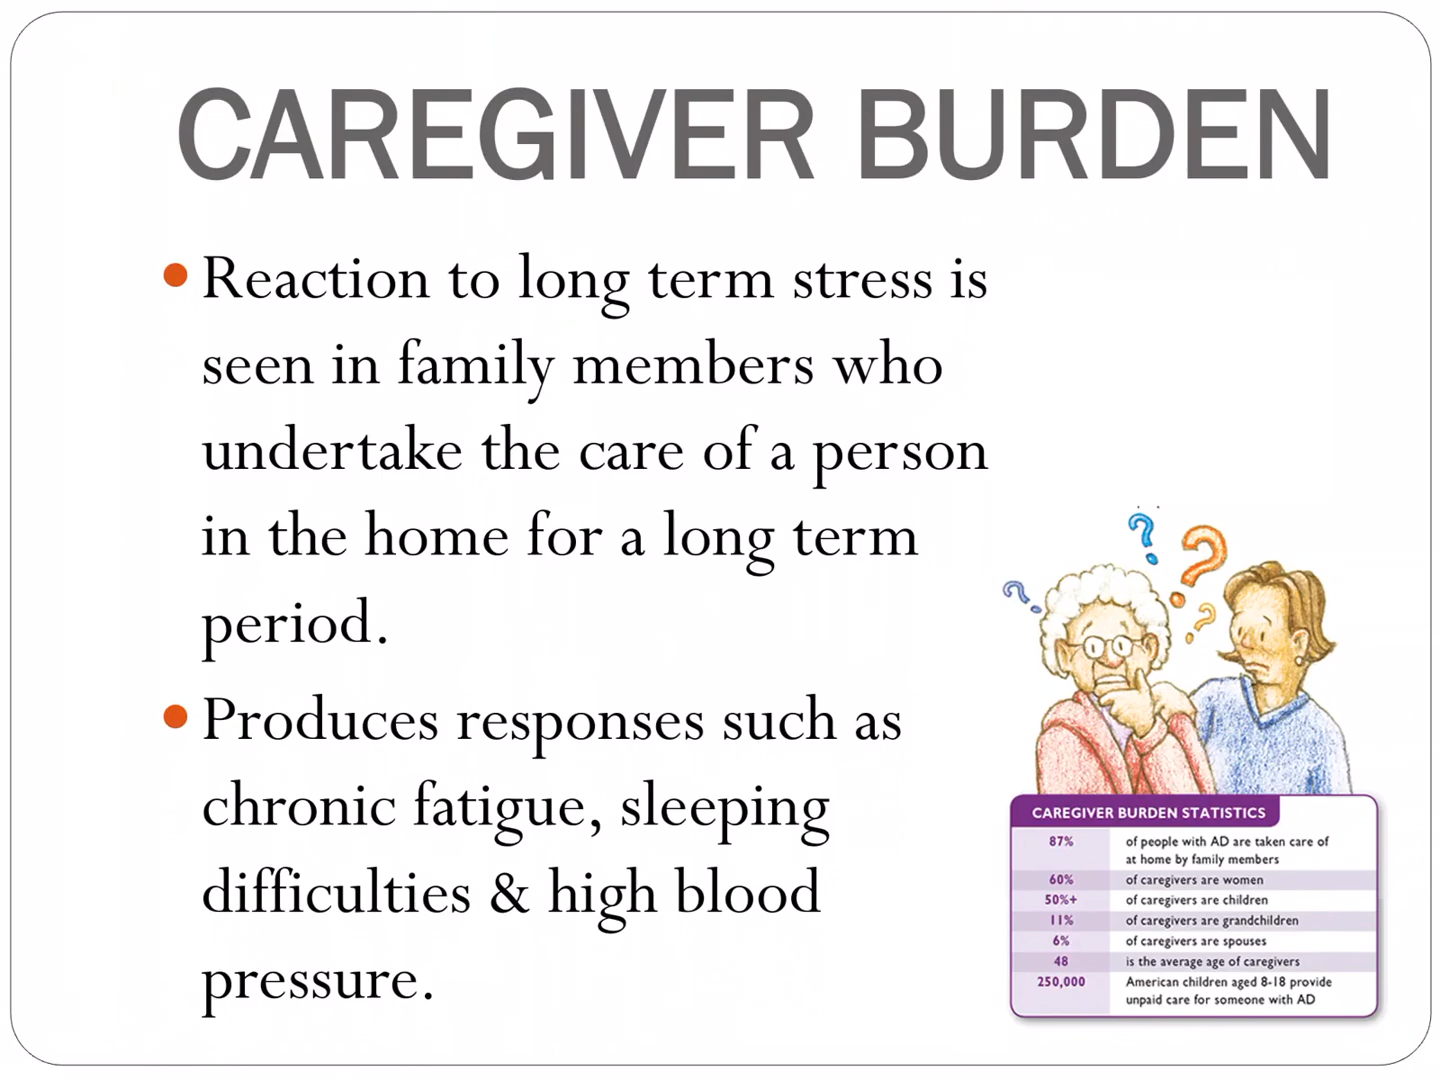 CAREGIVER BURDEN
Reaction to long term stress is
seen in family members who
undertake the care of a person
in the home for a long term
period.
Produces responses such as
chronic fatigue, sleeping
difficulties & high blood
pressure.
? ? ? ?
CAREGIVER BURDEN STATISTICS
87% of people with AD are taken care of
at home by family members
60% of caregivers are women
50%+ of caregivers are children
11% of caregivers are grandchildren
6% of caregivers are spouses
48 is the average age of caregivers
250,000 American children aged 8-18 provide
unpaid care for someone with AD